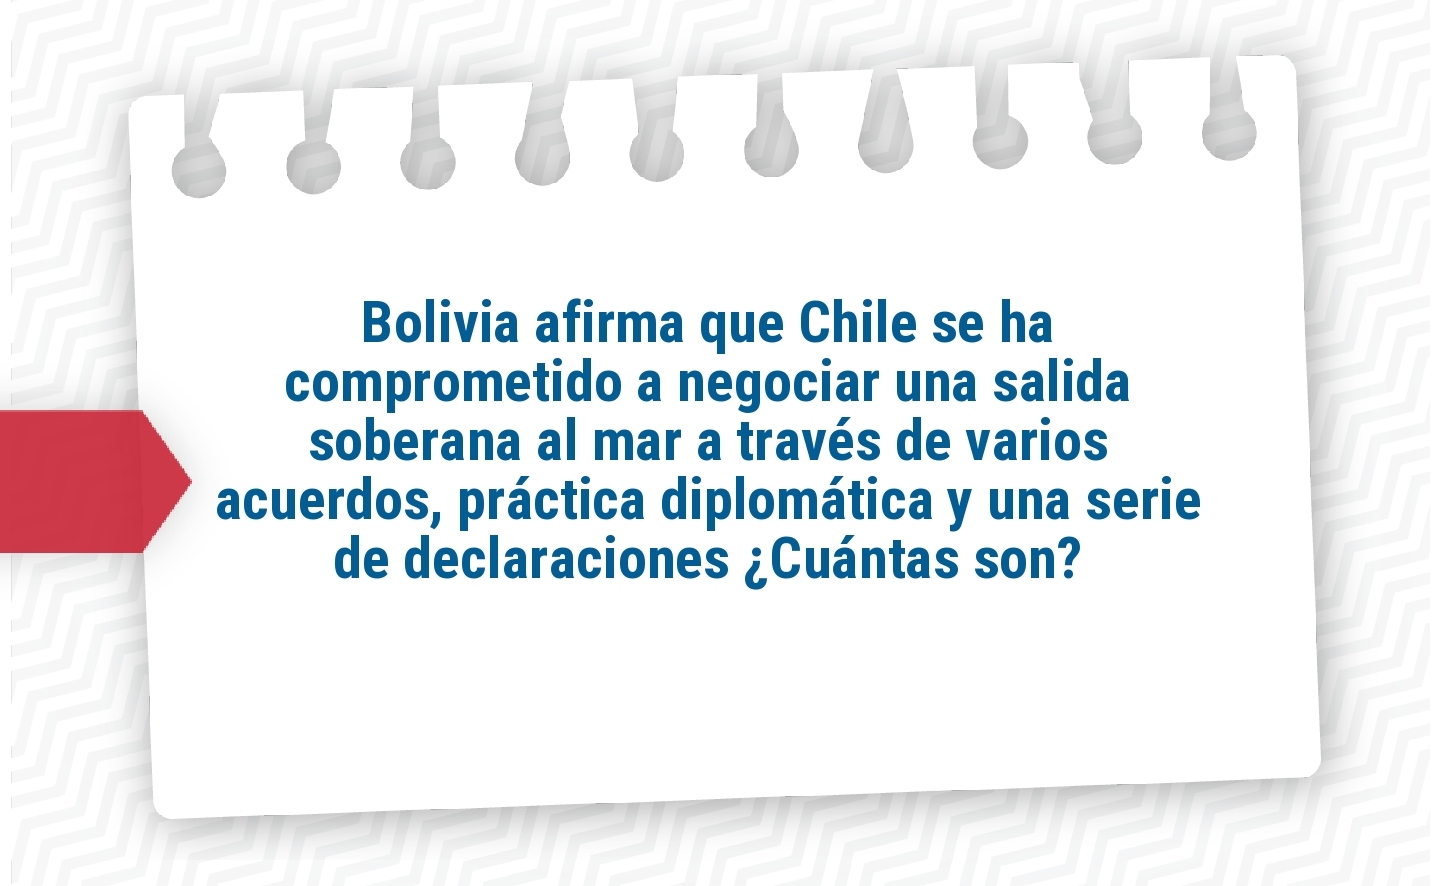 Bolivia afirma que Chile se ha
comprometido a negociar una salida
soberana al mar a través de varios
acuerdos, práctica diplomática y una serie
de declaraciones ¿Cuántas son?